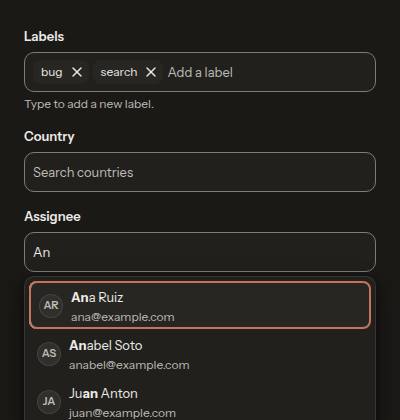 Labels
bug search Add a label
Type to add a new label.
Country
Search countries
Assignee
An
AR Ana Ruiz
ana@example.com
AS Anabel Soto
anabel@example.com
JA Juan Anton
juan@example.com